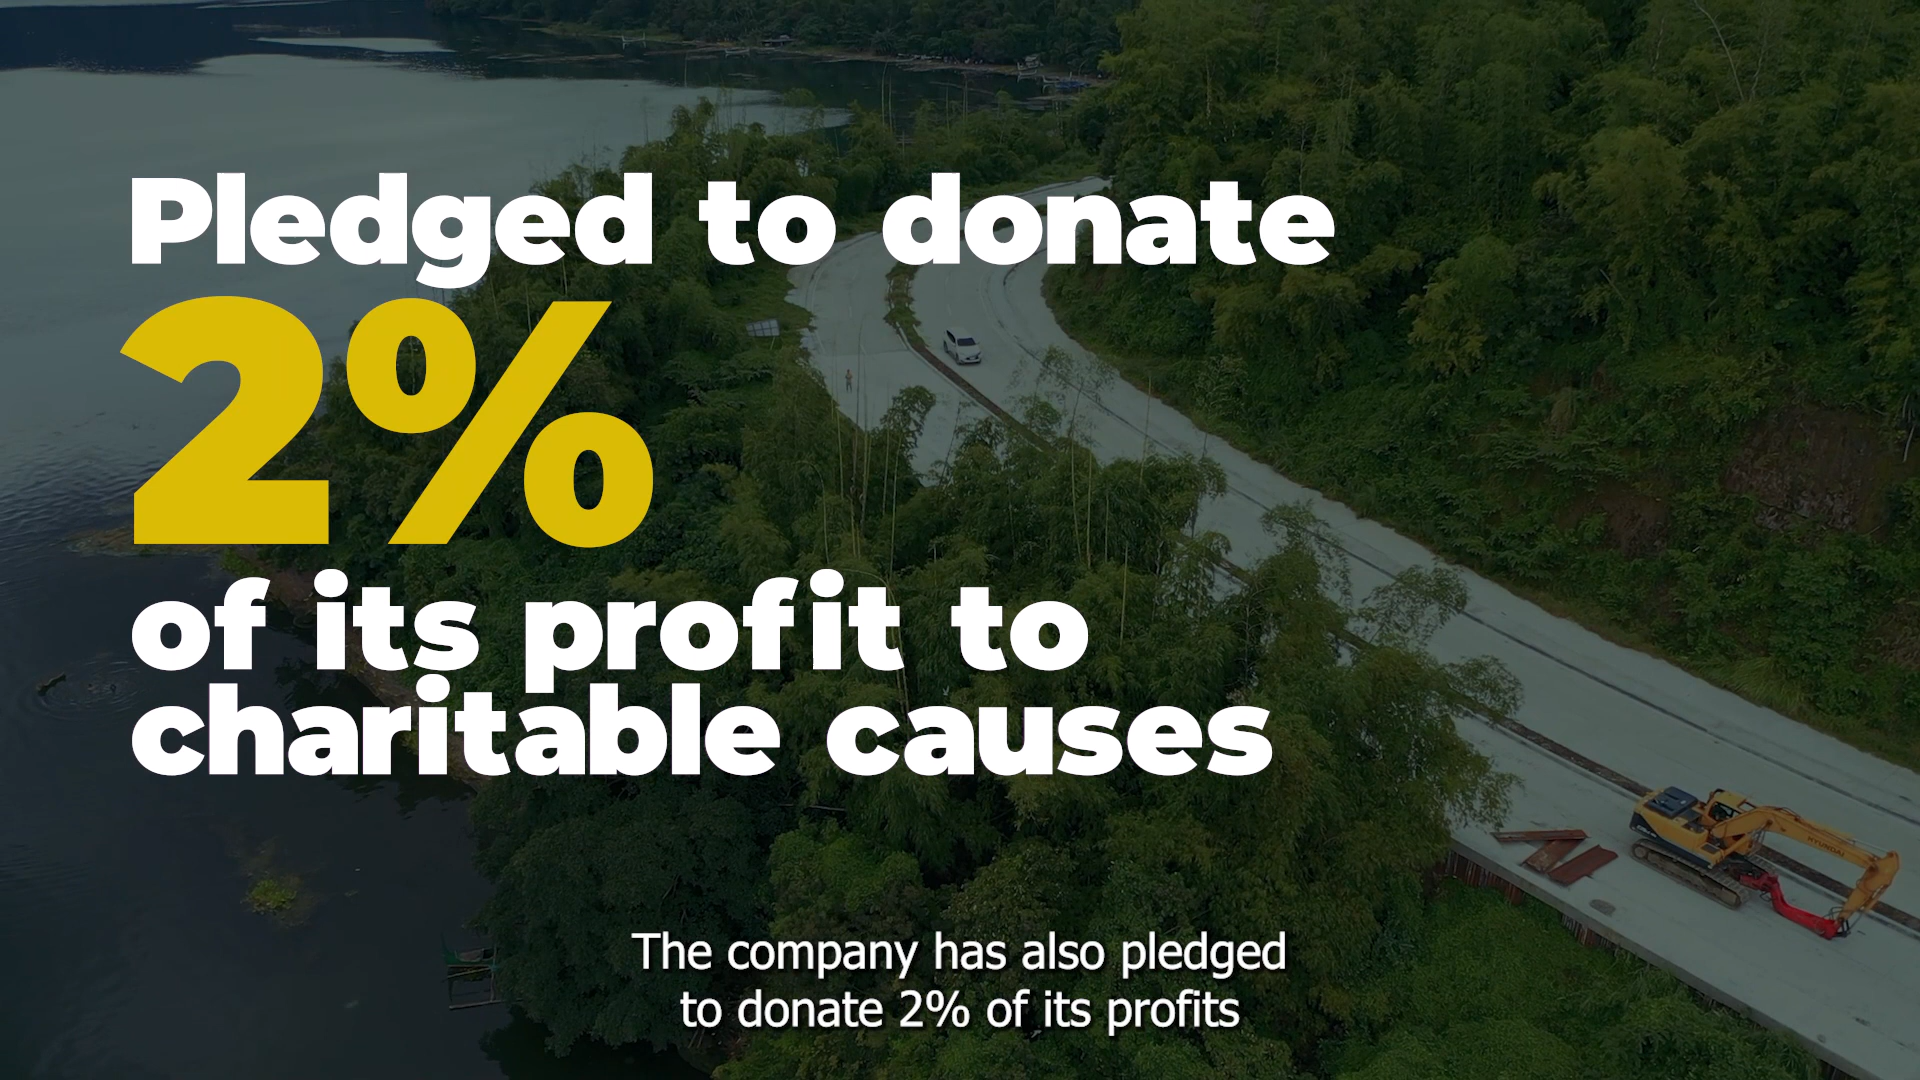 Pledged to donate
2%
of its profit to
charitable causes
HYUNDAI
The company has also pledged
to donate 2% of its profits